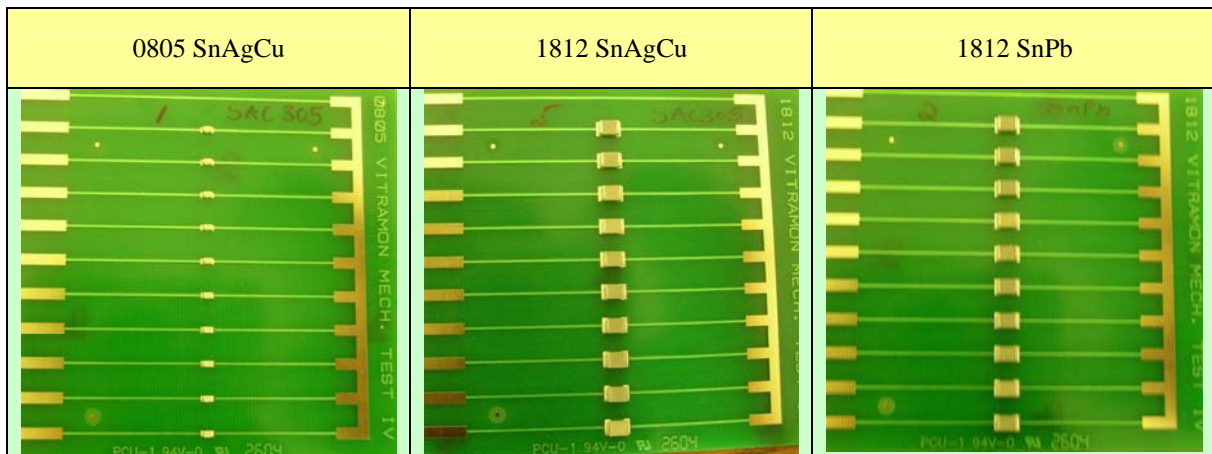 0805 SnAgCu
1812 SnAgCu
1812 SnPb
1 SAC 305
0805 VITRAMON MECH. TEST IV
PCU-1 94V-0 2604
5 SAC305
1812 VITRAMON MECH.
PCU-1 94V-0 2604
2 SnPb
1812 VITRAMON MECH. TEST IV
PCU-1 94V-0 2604